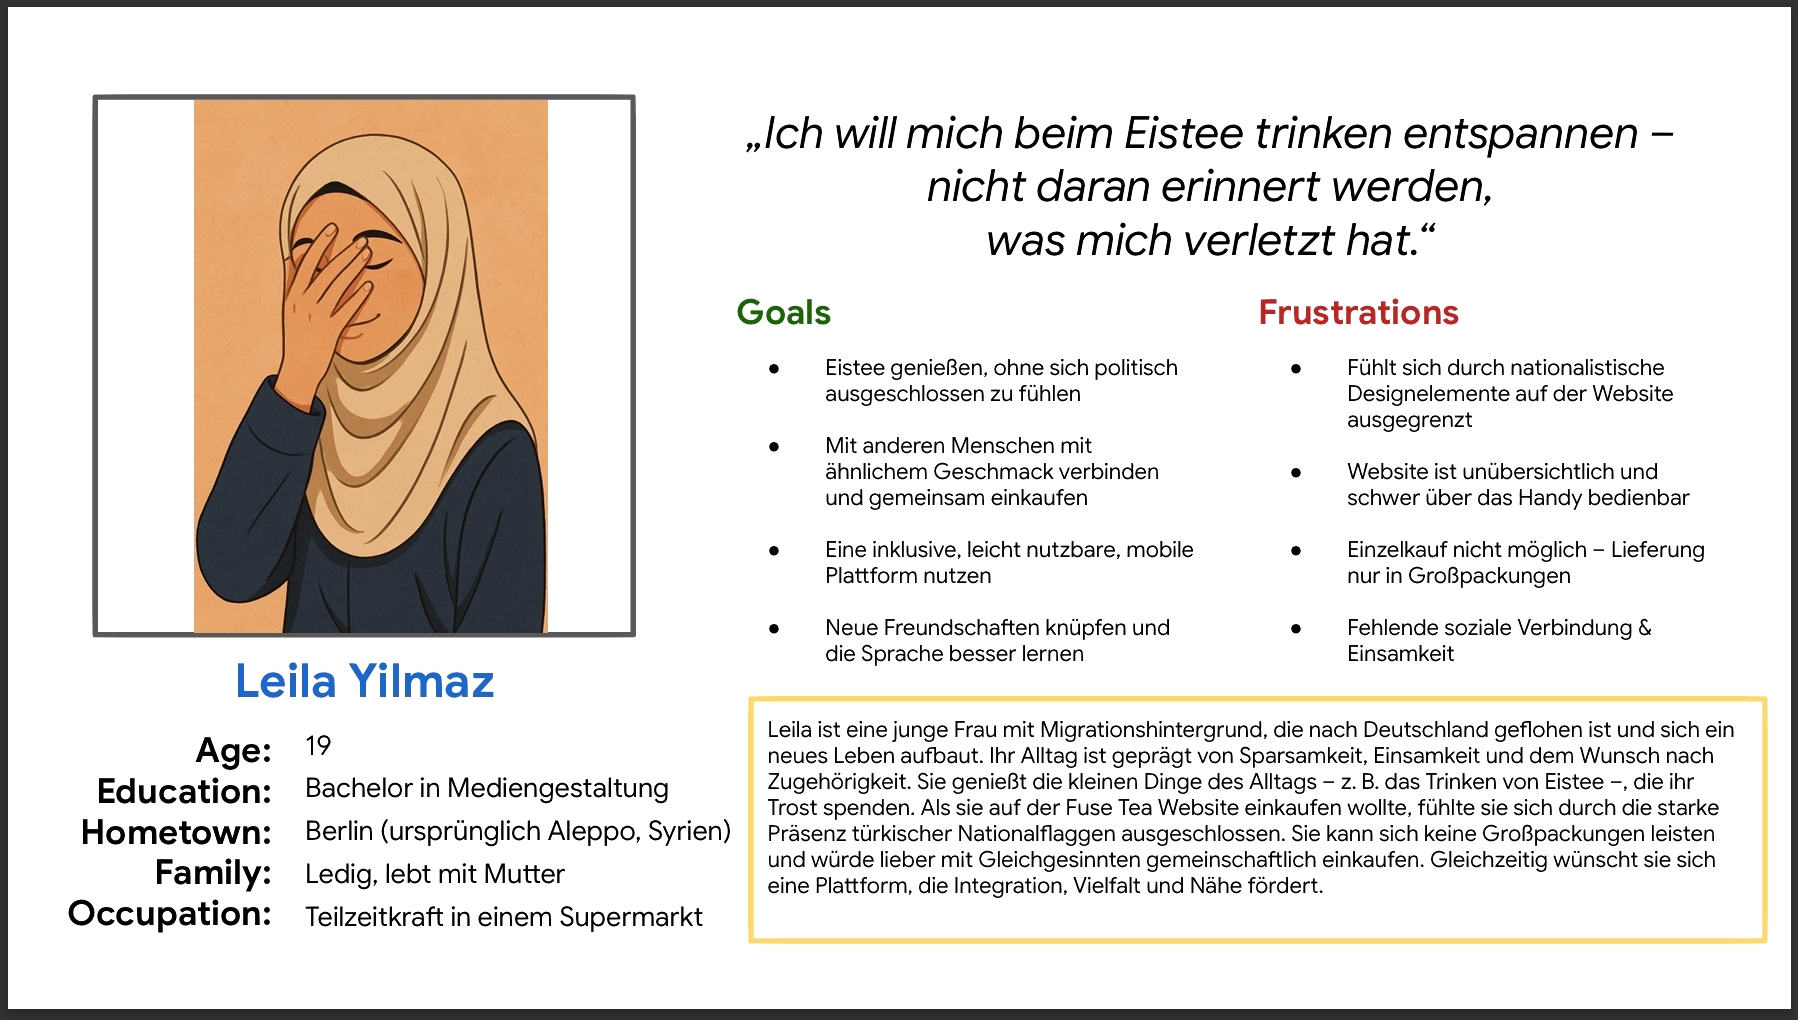 „Ich will mich beim Eistee trinken entspannen –
nicht daran erinnert werden,
was mich verletzt hat.“
Leila Yilmaz
Age: 19
Education: Bachelor in Mediengestaltung
Hometown: Berlin (ursprünglich Aleppo, Syrien)
Family: Ledig, lebt mit Mutter
Occupation: Teilzeitkraft in einem Supermarkt
Goals
● Eistee genießen, ohne sich politisch
ausgeschlossen zu fühlen
● Mit anderen Menschen mit
ähnlichem Geschmack verbinden
und gemeinsam einkaufen
● Eine inklusive, leicht nutzbare, mobile
Plattform nutzen
● Neue Freundschaften knüpfen und
die Sprache besser lernen
Frustrations
● Fühlt sich durch nationalistische
Designelemente auf der Website
ausgegrenzt
● Website ist unübersichtlich und
schwer über das Handy bedienbar
● Einzelkauf nicht möglich – Lieferung
nur in Großpackungen
● Fehlende soziale Verbindung &
Einsamkeit
Leila ist eine junge Frau mit Migrationshintergrund, die nach Deutschland geflohen ist und sich ein
neues Leben aufbaut. Ihr Alltag ist geprägt von Sparsamkeit, Einsamkeit und dem Wunsch nach
Zugehörigkeit. Sie genießt die kleinen Dinge des Alltags – z. B. das Trinken von Eistee –, die ihr
Trost spenden. Als sie auf der Fuse Tea Website einkaufen wollte, fühlte sie sich durch die starke
Präsenz türkischer Nationalflaggen ausgeschlossen. Sie kann sich keine Großpackungen leisten
und würde lieber mit Gleichgesinnten gemeinschaftlich einkaufen. Gleichzeitig wünscht sie sich
eine Plattform, die Integration, Vielfalt und Nähe fördert.